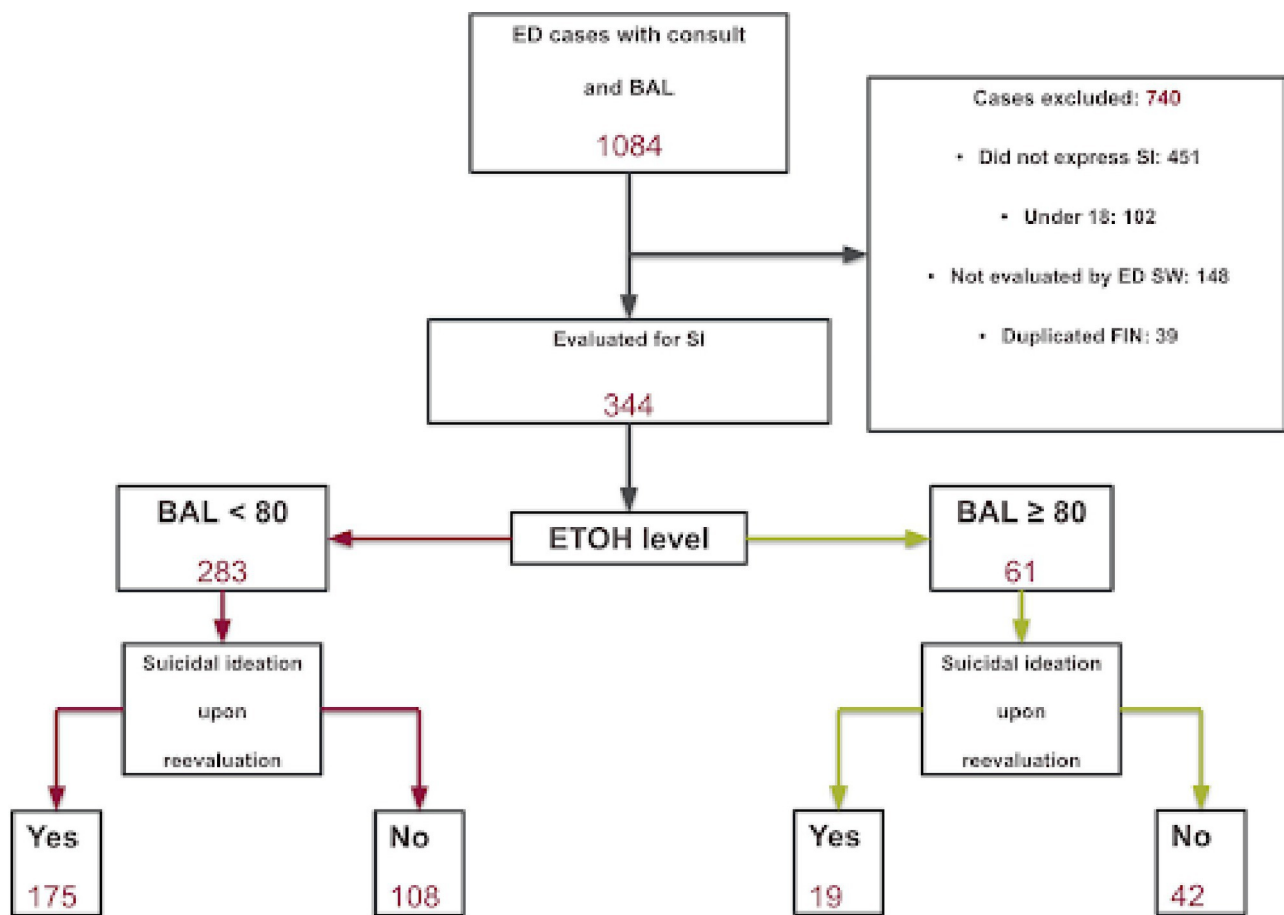 ED cases with consult
and BAL
1084
Cases excluded: 740
• Did not express SI: 451
• Under 18: 102
• Not evaluated by ED SW: 148
• Duplicated FIN: 39
Evaluated for SI
344
BAL < 80
283
ETOH level
BAL ≥ 80
61
Suicidal ideation
upon
reevaluation
Suicidal ideation
upon
reevaluation
Yes
175
No
108
Yes
19
No
42